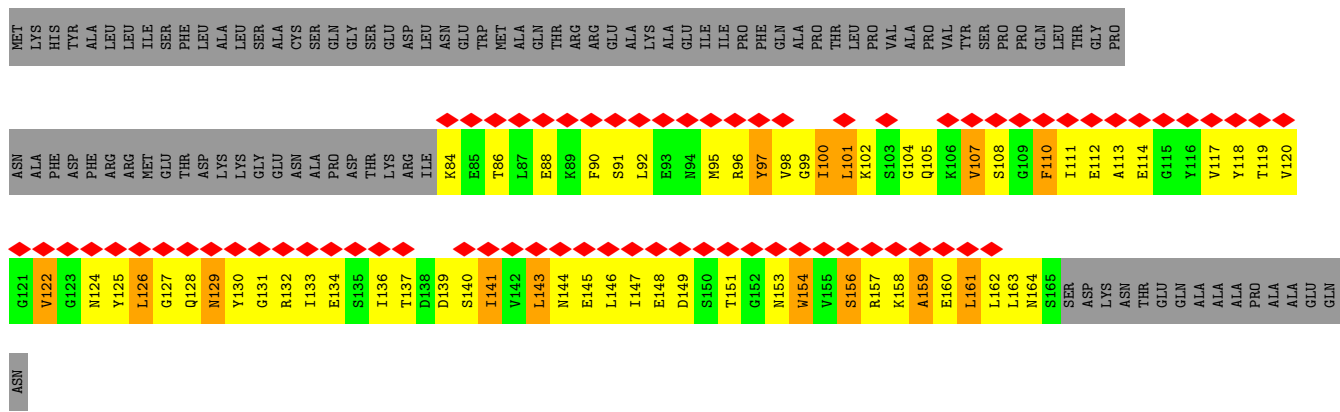 MET LYS HIS TYR ALA LEU LEU ILE SER PHE LEU ALA LEU SER ALA CYS SER GLN GLY SER GLU ASP LEU ASN GLU TRP MET ALA GLN THR ARG ARG GLU ALA LYS ALA GLU ILE ILE PRO PHE GLN ALA PRO THR LEU PRO VAL ALA PRO VAL TYR SER PRO PRO GLN LEU THR GLY PRO
ASN ALA PHE ASP PHE ARG ARG MET GLU THR ASP LYS LYS GLY GLU ASN ALA PRO ASP THR LYS ARG ILE K84 E85 T86 L87 E88 K89 F90 S91 L92 E93 N94 M95 R96 Y97 V98 G99 I100 L101 K102 S103 G104 Q105 K106 V107 S108 G109 F110 I111 E112 A113 E114 G115 Y116 V117 Y118 T119 V120
G121 V122 G123 N124 Y125 L126 G127 Q128 N129 Y130 G131 R132 I133 E134 S135 I136 T137 D138 D139 S140 I141 V142 L143 N144 E145 L146 I147 E148 D149 S150 T151 G152 N153 W154 V155 S156 R157 K158 A159 E160 L161 L162 L163 N164 S165 SER ASP LYS ASN THR GLU GLN ALA ALA ALA PRO ALA ALA GLU GLN
ASN